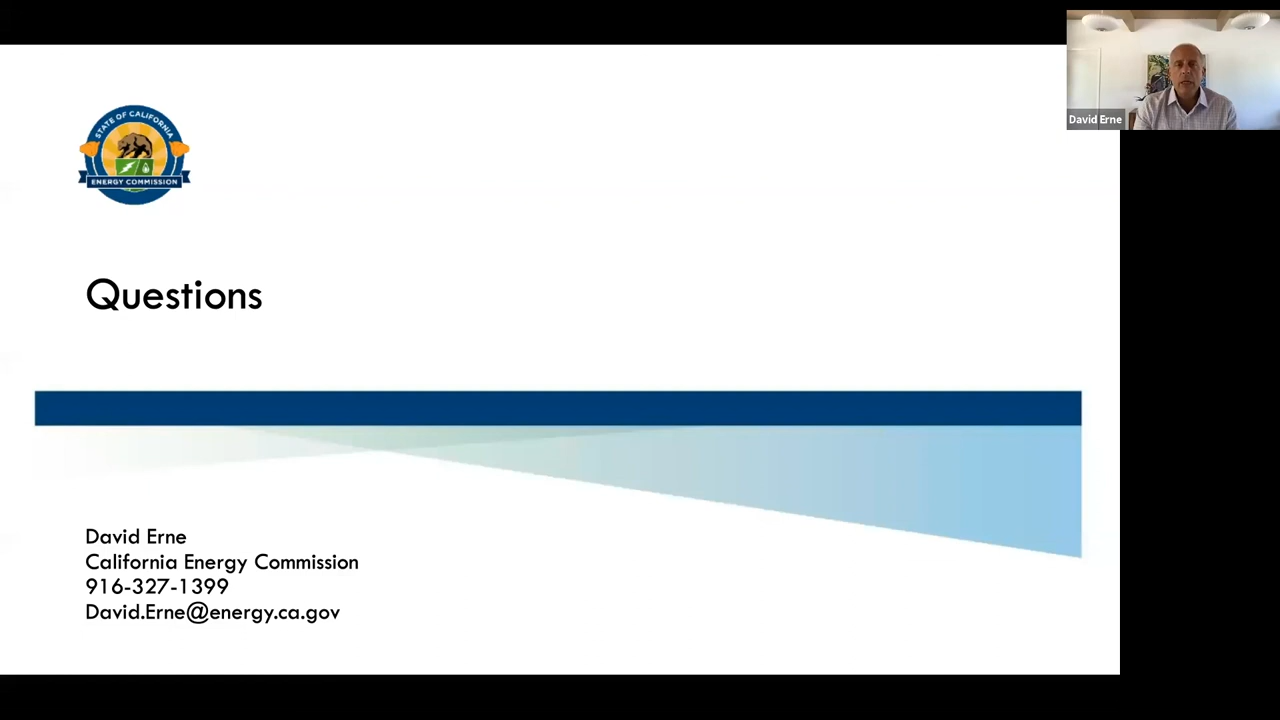 STATE OF CALIFORNIA
ENERGY COMMISSION
David Erne
Questions
David Erne
California Energy Commission
916-327-1399
David.Erne@energy.ca.gov